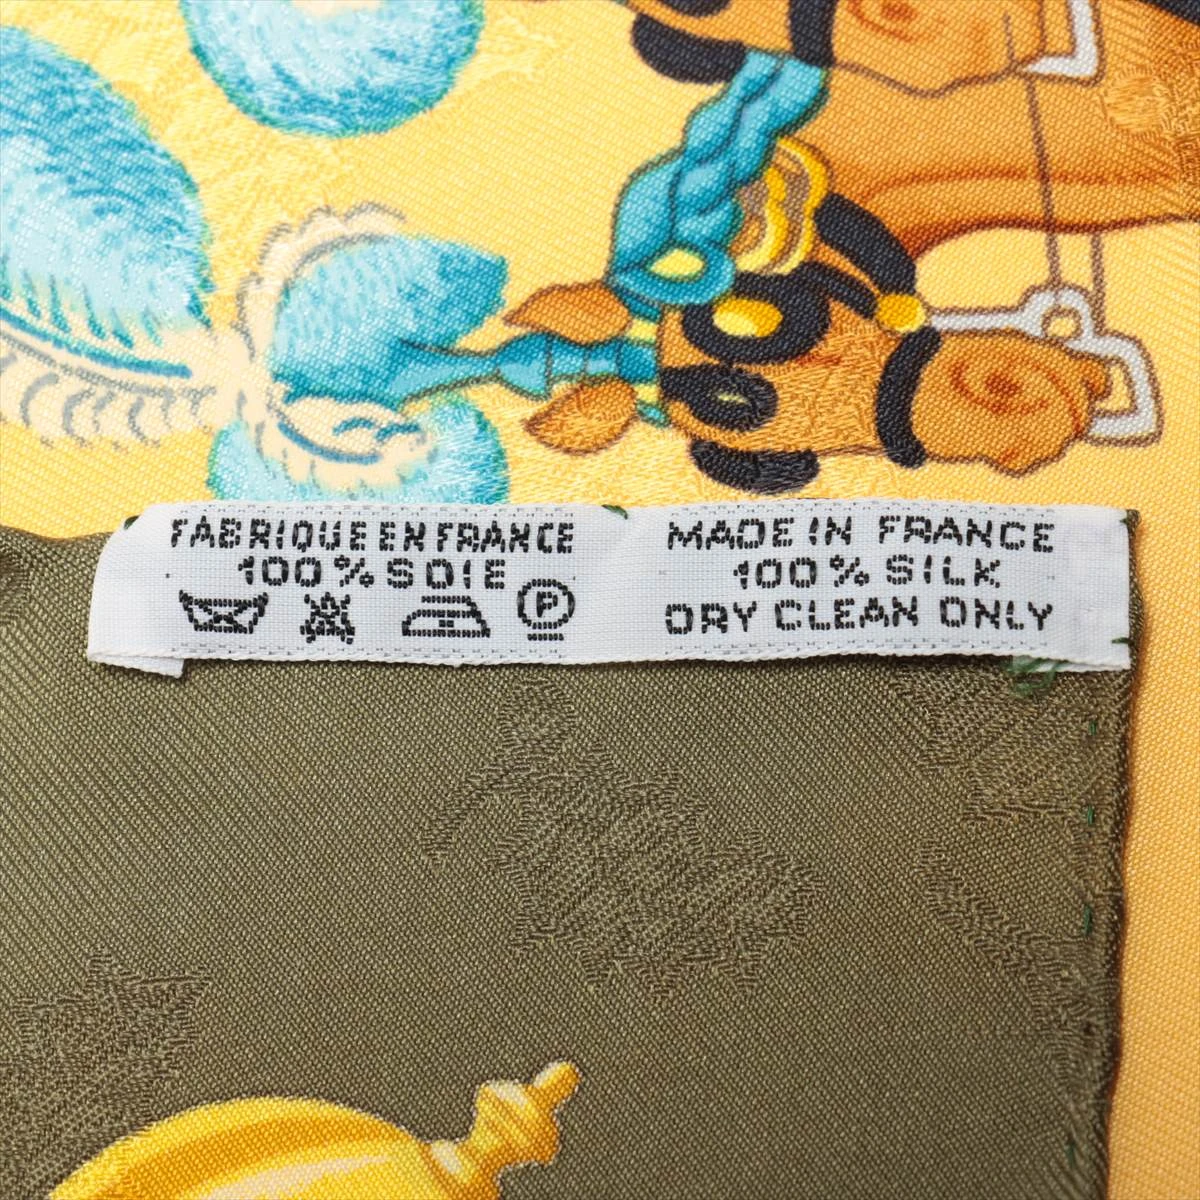 FABRIQUE EN FRANCE
100% SOIE
P
MADE IN FRANCE
100% SILK
DRY CLEAN ONLY